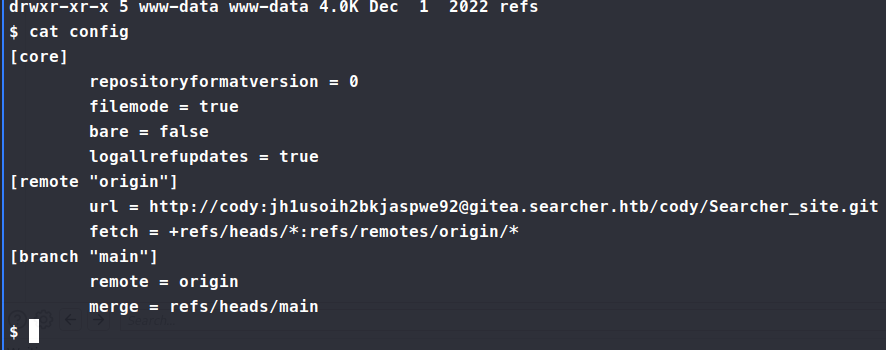 drwxr-xr-x 5 www-data www-data 4.0K Dec  1  2022 refs
$ cat config
[core]
        repositoryformatversion = 0
        filemode = true
        bare = false
        logallrefupdates = true
[remote "origin"]
        url = http://cody:jh1usoih2bkjaspwe92@gitea.searcher.htb/cody/Searcher_site.git
        fetch = +refs/heads/*:refs/remotes/origin/*
[branch "main"]
        remote = origin
        merge = refs/heads/main
$